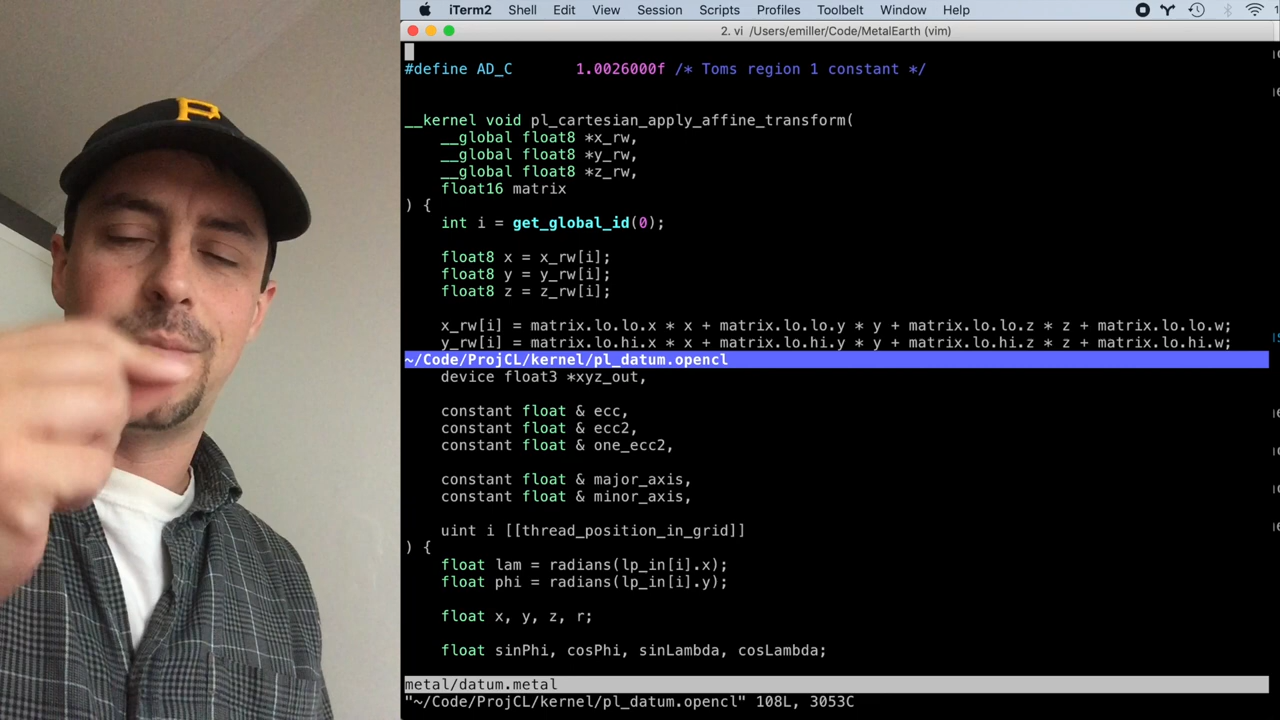 P
iTerm2 Shell Edit View Session Scripts Profiles Toolbelt Window Help
2. vi /Users/emiller/Code/MetalEarth (vim)
#define AD_C 1.0026000f /* Toms region 1 constant */
__kernel void pl_cartesian_apply_affine_transform(
__global float8 *x_rw,
__global float8 *y_rw,
__global float8 *z_rw,
float16 matrix
) {
int i = get_global_id(0);
float8 x = x_rw[i];
float8 y = y_rw[i];
float8 z = z_rw[i];
x_rw[i] = matrix.lo.lo.x * x + matrix.lo.lo.y * y + matrix.lo.lo.z * z + matrix.lo.lo.w;
y_rw[i] = matrix.lo.hi.x * x + matrix.lo.hi.y * y + matrix.lo.hi.z * z + matrix.lo.hi.w;
~/Code/ProjCL/kernel/pl_datum.opencl
device float3 *xyz_out,
constant float & ecc,
constant float & ecc2,
constant float & one_ecc2,
constant float & major_axis,
constant float & minor_axis,
uint i [[thread_position_in_grid]]
) {
float lam = radians(lp_in[i].x);
float phi = radians(lp_in[i].y);
float x, y, z, r;
float sinPhi, cosPhi, sinLambda, cosLambda;
metal/datum.metal
"~/Code/ProjCL/kernel/pl_datum.opencl" 108L, 3053C